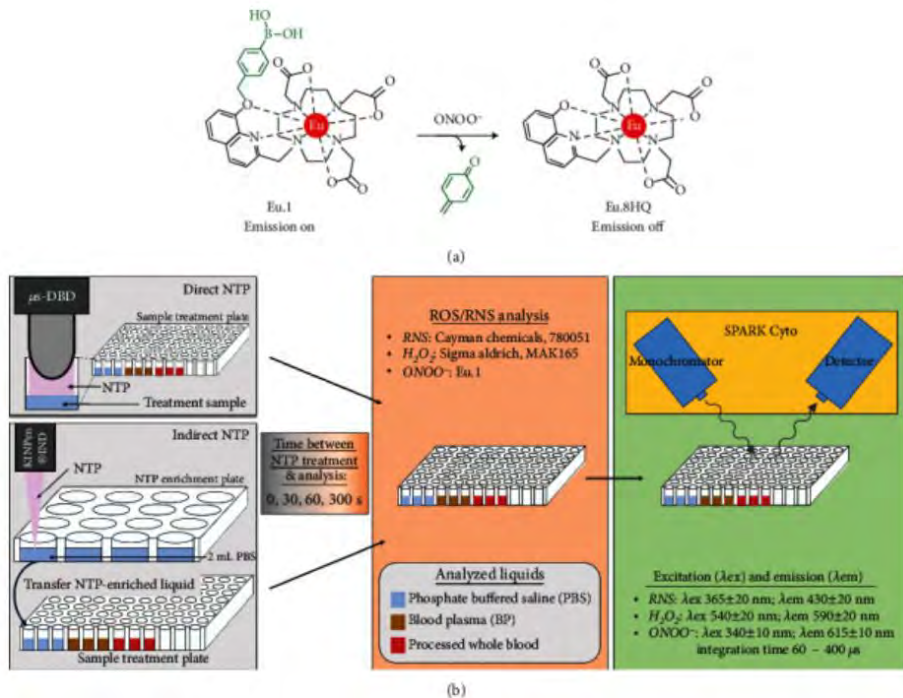 HO
B–OH
O
O
O
N
N
O
O
Eu
N
N
N
O
O
Eu.1
Emission on
ONOO⁻
O
O
O
O
N
N
O
O
Eu
N
N
N
O
O
Eu.8HQ
Emission off
(a)
μs-DBD
Direct NTP
Sample treatment plate
NTP
Treatment sample
KINPen
®IND
Indirect NTP
NTP
NTP enrichment plate
2 mL PBS
Transfer NTP-enriched liquid
Sample treatment plate
Time between
NTP treatment
& analysis:
0, 30, 60, 300 s
ROS/RNS analysis
• RNS: Cayman chemicals, 780051
• H₂O₂: Sigma aldrich, MAK165
• ONOO⁻: Eu.1
Analyzed liquids
Phosphate buffered saline (PBS)
Blood plasma (BP)
Processed whole blood
SPARK Cyto
Monochromator
Detector
Excitation (λex) and emission (λem)
• RNS: λex 365±20 nm; λem 430±20 nm
• H₂O₂: λex 540±20 nm; λem 590±20 nm
• ONOO⁻: λex 340±10 nm; λem 615±10 nm
integration time 60 – 400 μs
(b)